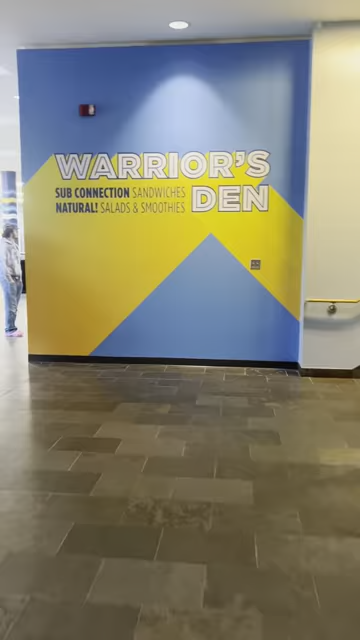 WARRIOR'S
DEN
SUB CONNECTION SANDWICHES
NATURAL! SALADS & SMOOTHIES